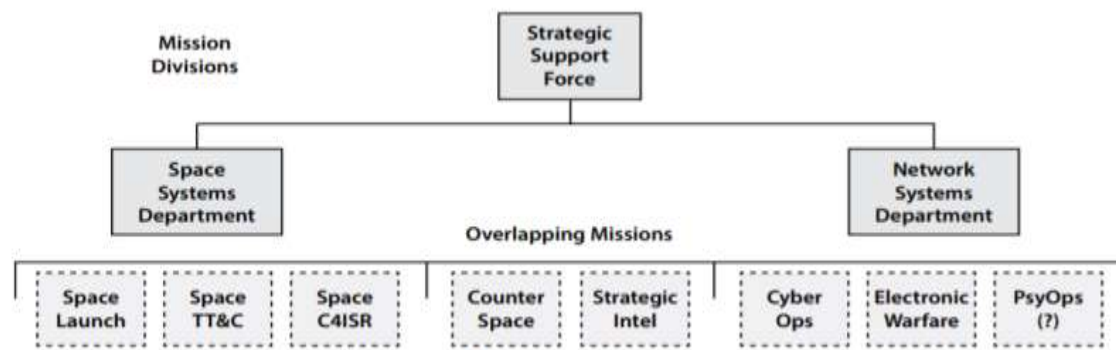 Mission
Divisions
Strategic
Support
Force
Space
Systems
Department
Network
Systems
Department
Overlapping Missions
Space
Launch
Space
TT&C
Space
C4ISR
Counter
Space
Strategic
Intel
Cyber
Ops
Electronic
Warfare
PsyOps
(?)